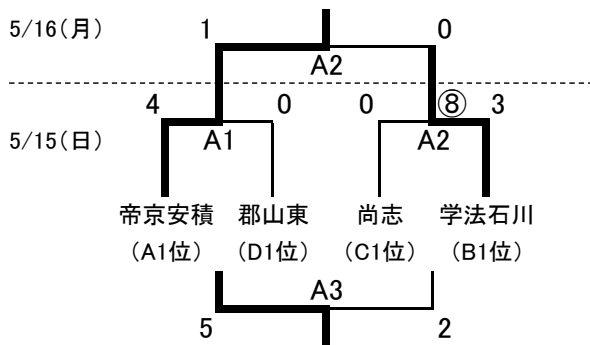 5/16(月) 1 0
A2
4 0 0 ⑧ 3
5/15(日) A1 A2
帝京安積 郡山東 尚志 学法石川
(A1位) (D1位) (C1位) (B1位)
A3
5 2